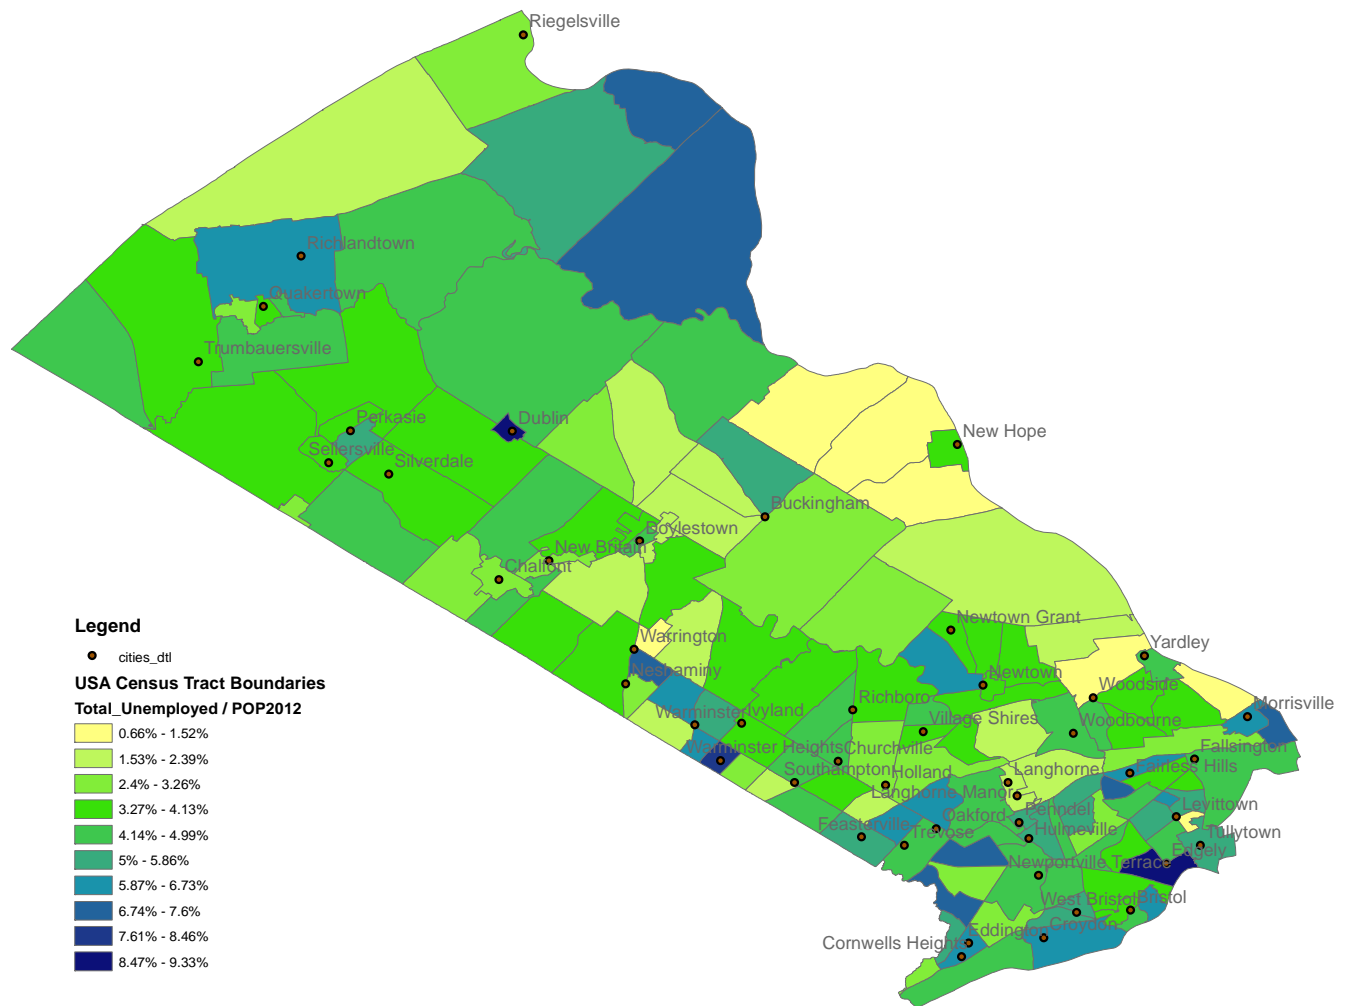 Riegelsville
Richlandtown
Quakertown
Trumbauersville
Perkasie
Dublin
Sellersville
Silverdale
New Hope
Buckingham
Doylestown
New Britain
Chalfont
Newtown Grant
Warrington
Yardley
Neshaminy
Newtown
Woodside
Richboro
Morrisville
Warminster
Ivyland
Village Shires
Woodbourne
Warminster Heights
Churchville
Fallsington
Southampton
Holland
Langhorne
Fairless Hills
Langhorne Manor
Penndel
Levittown
Feasterville
Oakford
Trevose
Hulmeville
Tullytown
Edgely
Newportville Terrace
West Bristol
Bristol
Eddington
Croydon
Cornwells Heights
Legend
cities_dtl
USA Census Tract Boundaries
Total_Unemployed / POP2012
0.66% - 1.52%
1.53% - 2.39%
2.4% - 3.26%
3.27% - 4.13%
4.14% - 4.99%
5% - 5.86%
5.87% - 6.73%
6.74% - 7.6%
7.61% - 8.46%
8.47% - 9.33%